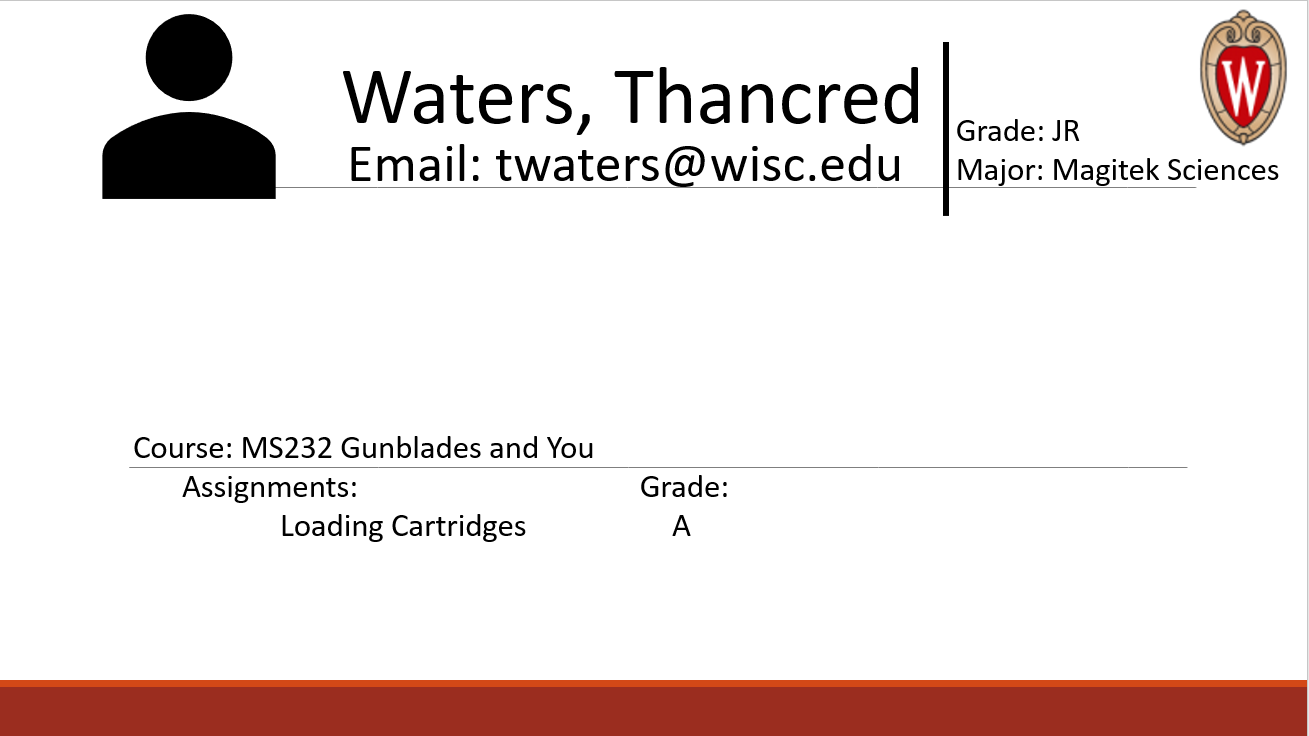 Waters, Thancred
Email: twaters@wisc.edu
Grade: JR
Major: Magitek Sciences
W
Course: MS232 Gunblades and You
Assignments: Grade:
Loading Cartridges A